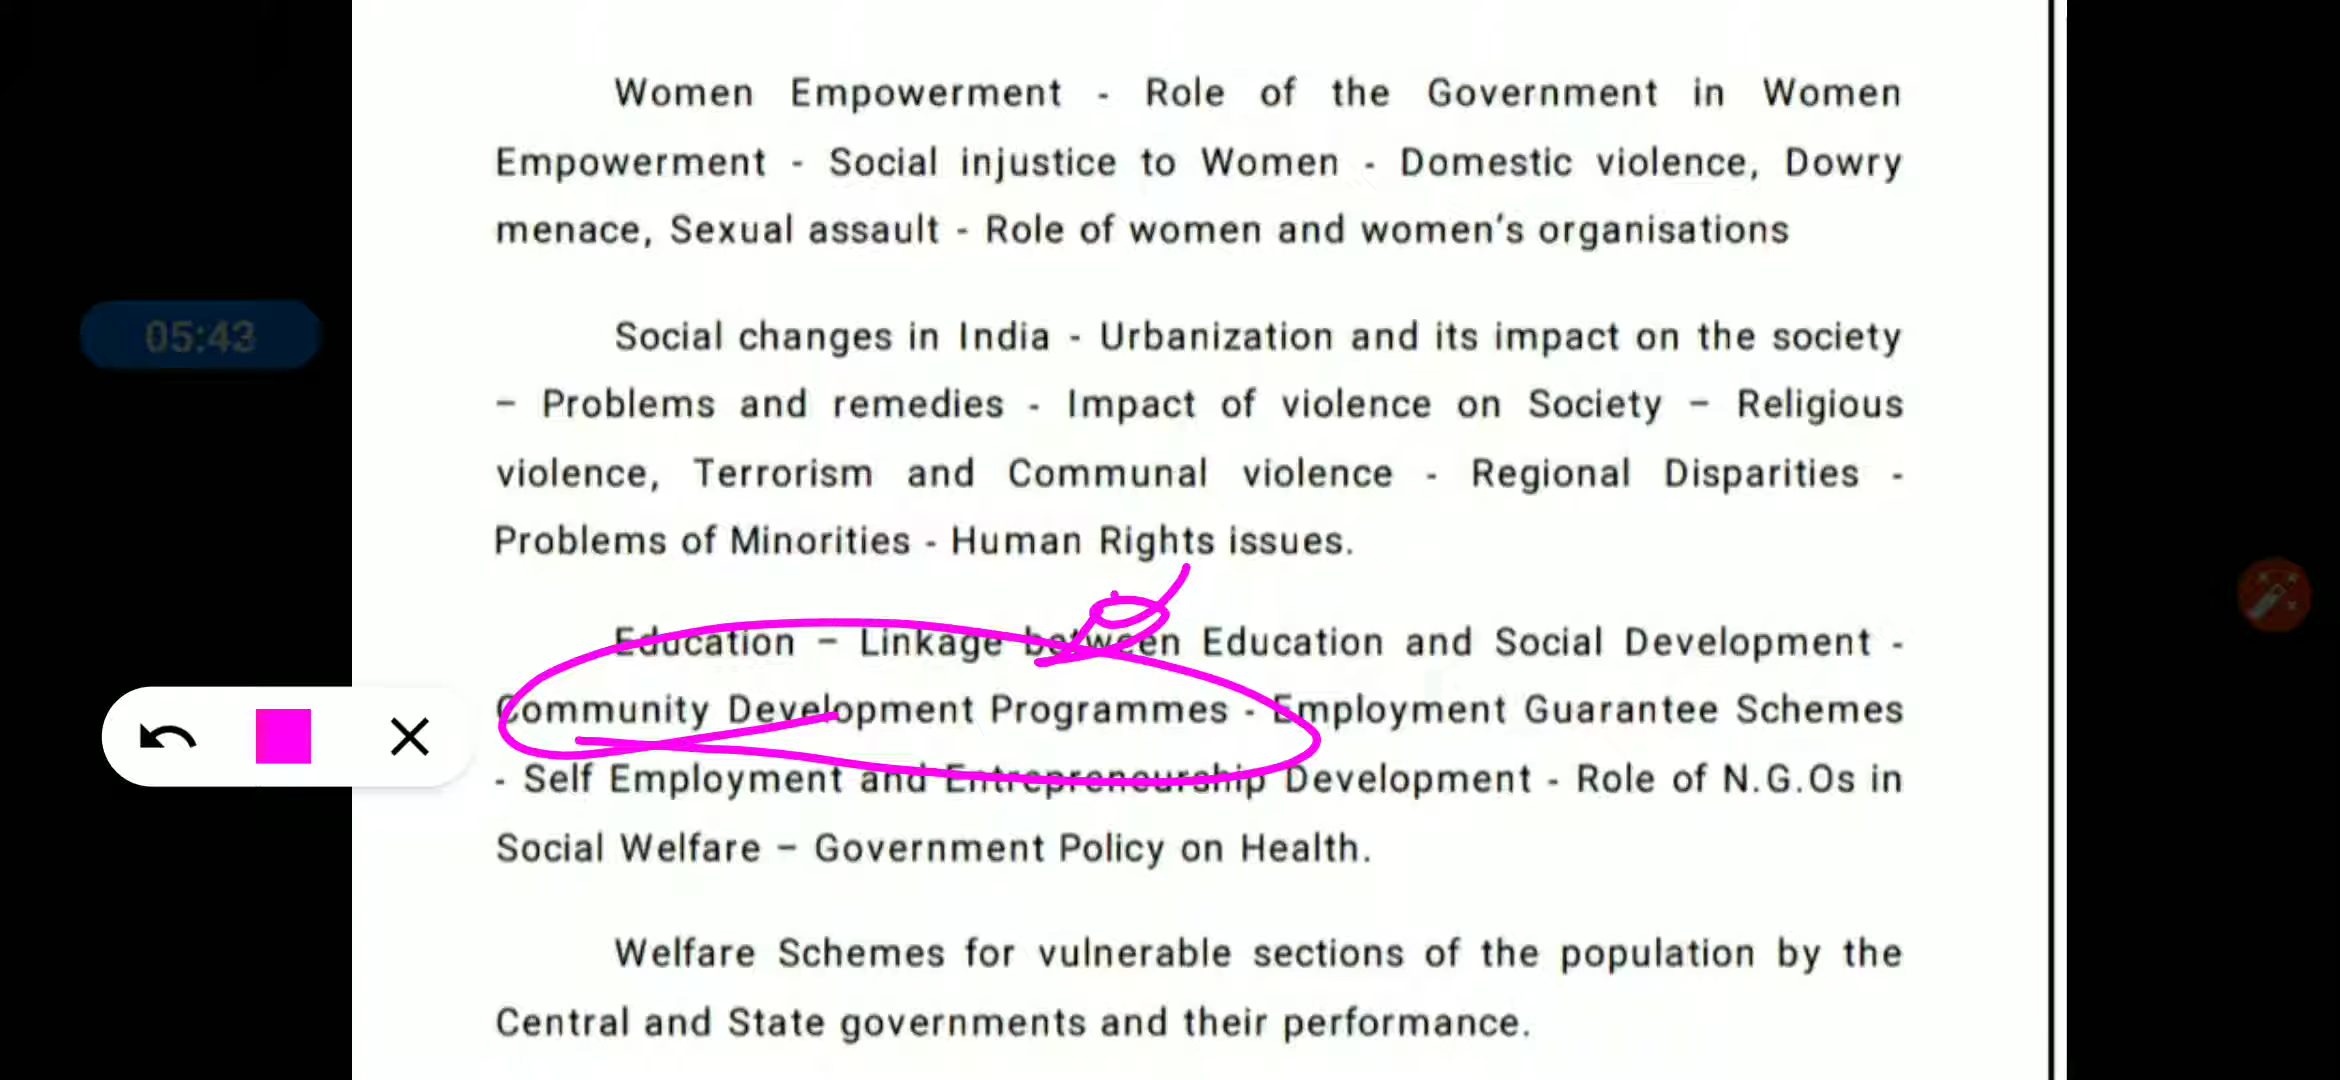 Women Empowerment - Role of the Government in Women
Empowerment - Social injustice to Women - Domestic violence, Dowry
menace, Sexual assault - Role of women and women’s organisations
05:43
Social changes in India - Urbanization and its impact on the society
– Problems and remedies - Impact of violence on Society – Religious
violence, Terrorism and Communal violence - Regional Disparities -
Problems of Minorities - Human Rights issues.
Education – Linkage between Education and Social Development -
Community Development Programmes - Employment Guarantee Schemes
- Self Employment and Entrepreneurship Development - Role of N.G.Os in
Social Welfare – Government Policy on Health.
Welfare Schemes for vulnerable sections of the population by the
Central and State governments and their performance.